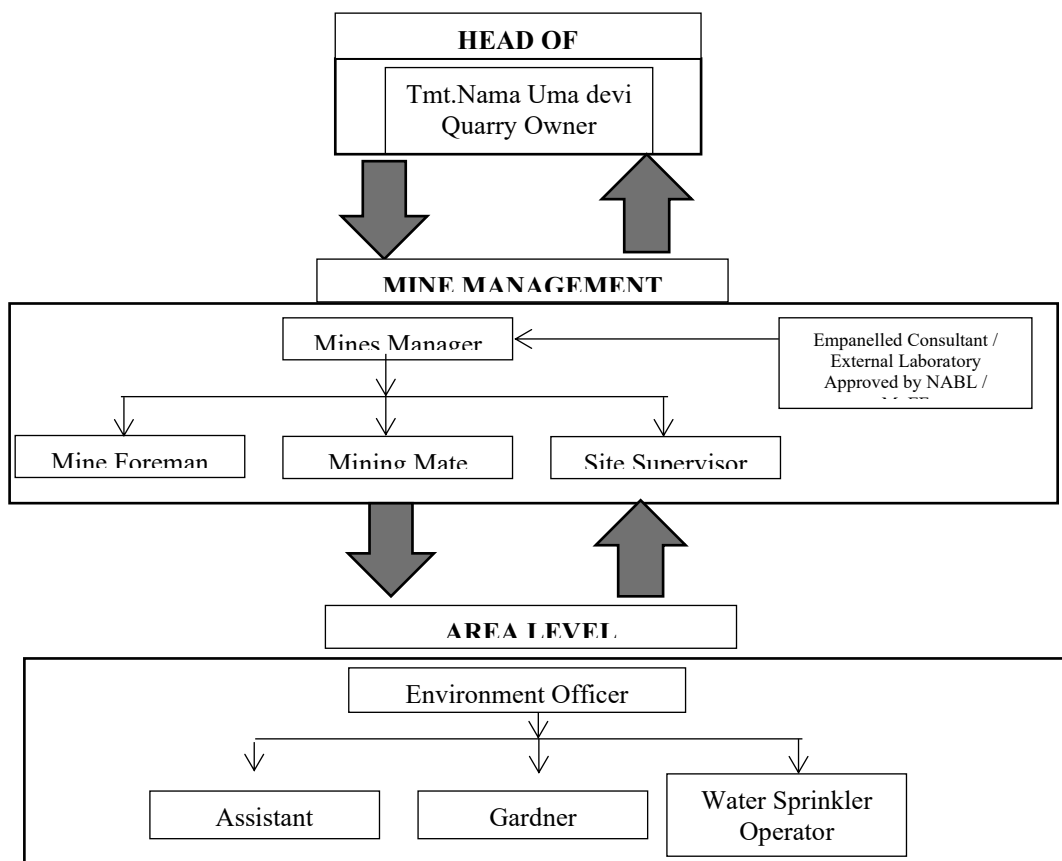 HEAD OF
Tmt.Nama Uma devi
Quarry Owner
MINE MANAGEMENT
Mines Manager
Empanelled Consultant /
External Laboratory
Approved by NABL /
Mine Foreman
Mining Mate
Site Supervisor
AREA LEVEL
Environment Officer
Assistant
Gardner
Water Sprinkler
Operator